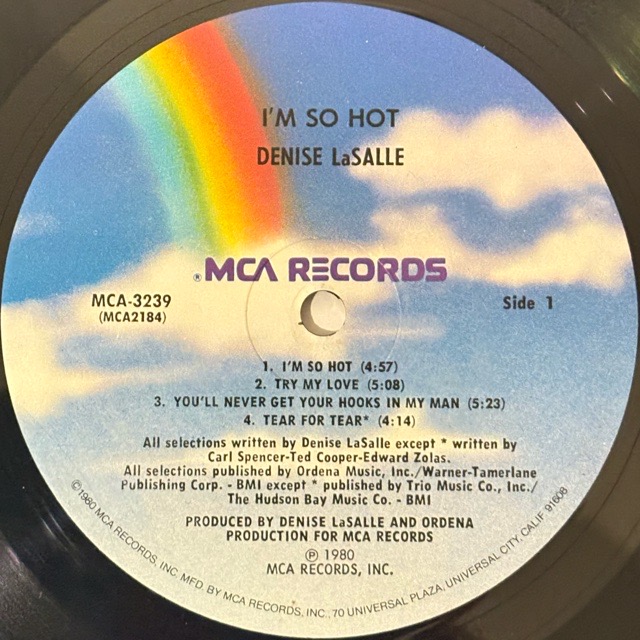 I'M SO HOT
DENISE LaSALLE
® MCA RECORDS
MCA-3239
(MCA2184)
Side 1
1. I'M SO HOT (4:57)
2. TRY MY LOVE (5:08)
3. YOU'LL NEVER GET YOUR HOOKS IN MY MAN (5:23)
4. TEAR FOR TEAR* (4:14)
All selections written by Denise LaSalle except * written by
Carl Spencer-Ted Cooper-Edward Zolas.
All selections published by Ordena Music, Inc./Warner-Tamerlane
Publishing Corp. - BMI except * published by Trio Music Co., Inc./
The Hudson Bay Music Co. - BMI
PRODUCED BY DENISE LaSALLE AND ORDENA
PRODUCTION FOR MCA RECORDS
℗ 1980
MCA RECORDS, INC.
©1980 MCA RECORDS, INC. MFD. BY MCA RECORDS, INC., 70 UNIVERSAL PLAZA, UNIVERSAL CITY, CALIF. 91608